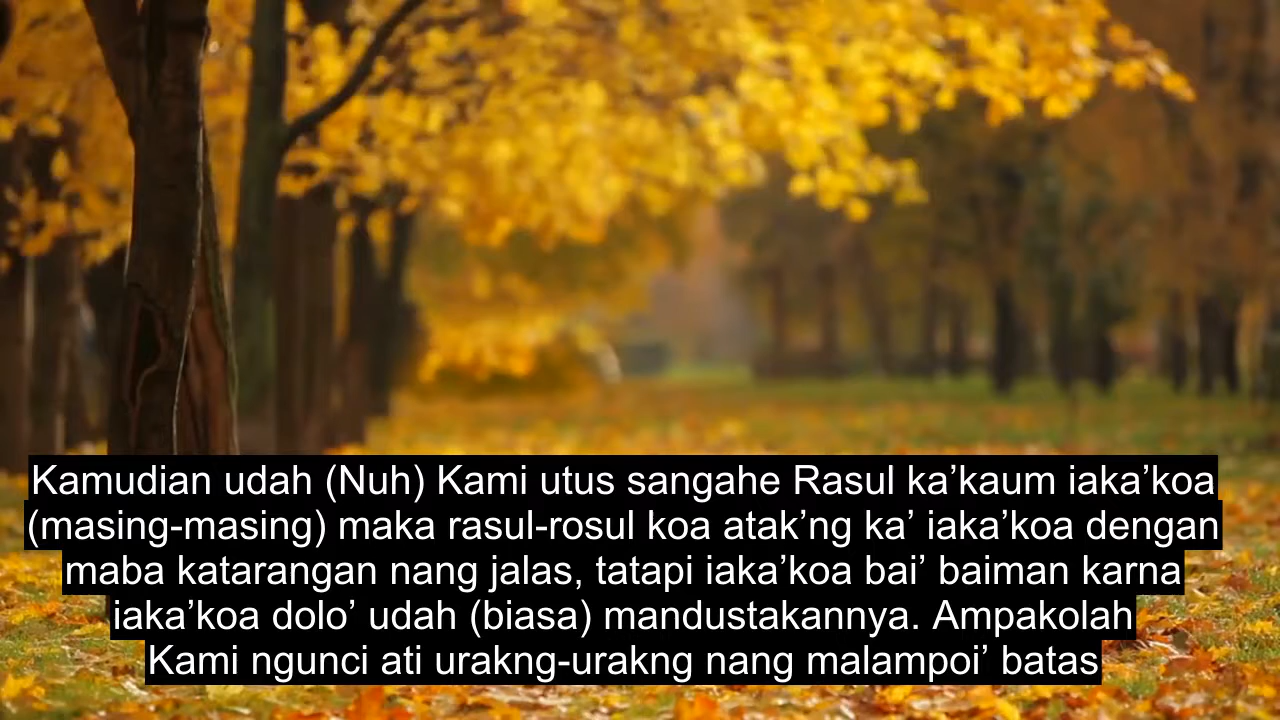 Kamudian udah (Nuh) Kami utus sangahe Rasul ka’kaum iaka’koa
(masing-masing) maka rasul-rosul koa atak’ng ka’ iaka’koa dengan
maba katarangan nang jalas, tatapi iaka’koa bai’ baiman karna
iaka’koa dolo’ udah (biasa) mandustakannya. Ampakolah
Kami ngunci ati urakng-urakng nang malampoi’ batas